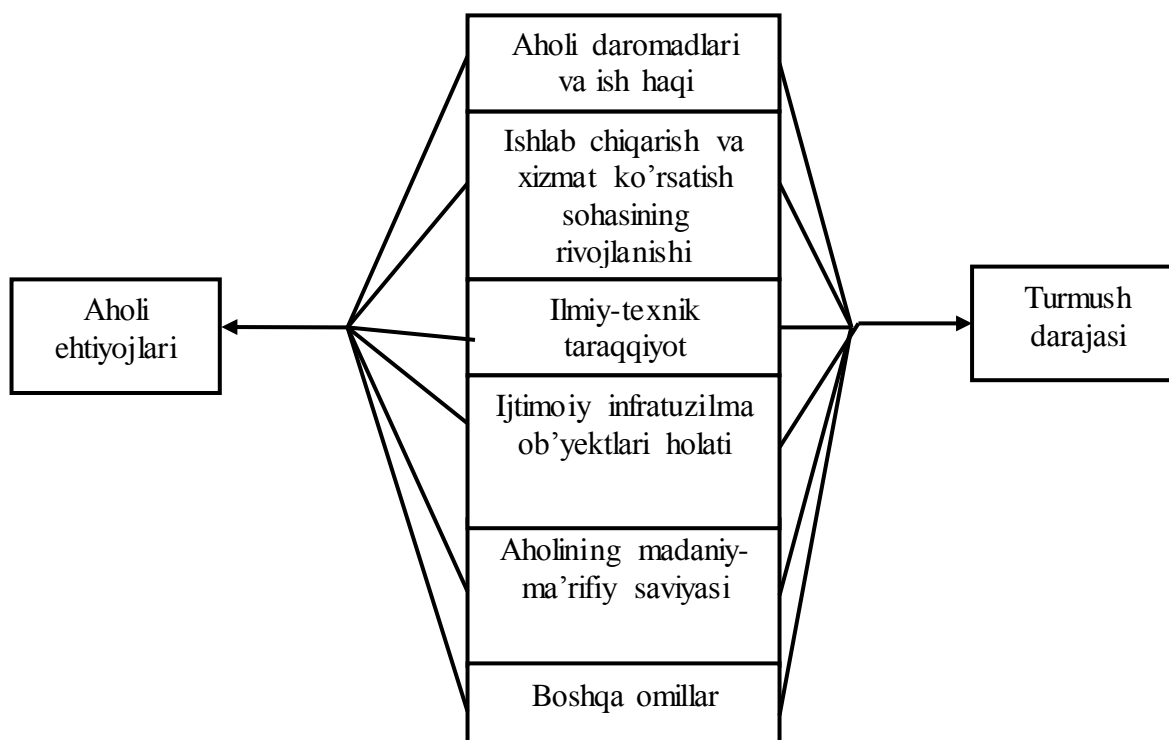 Aholi daromadlari
va ish haqi
Ishlab chiqarish va
xizmat ko’rsatish
sohasining
rivojlanishi
Aholi
ehtiyojlari
Ilmiy-texnik
taraqqiyot
Turmush
darajasi
Ijtimoiy infratuzilma
ob’yektlari holati
Aholining madaniy-
ma’rifiy saviyasi
Boshqa omillar